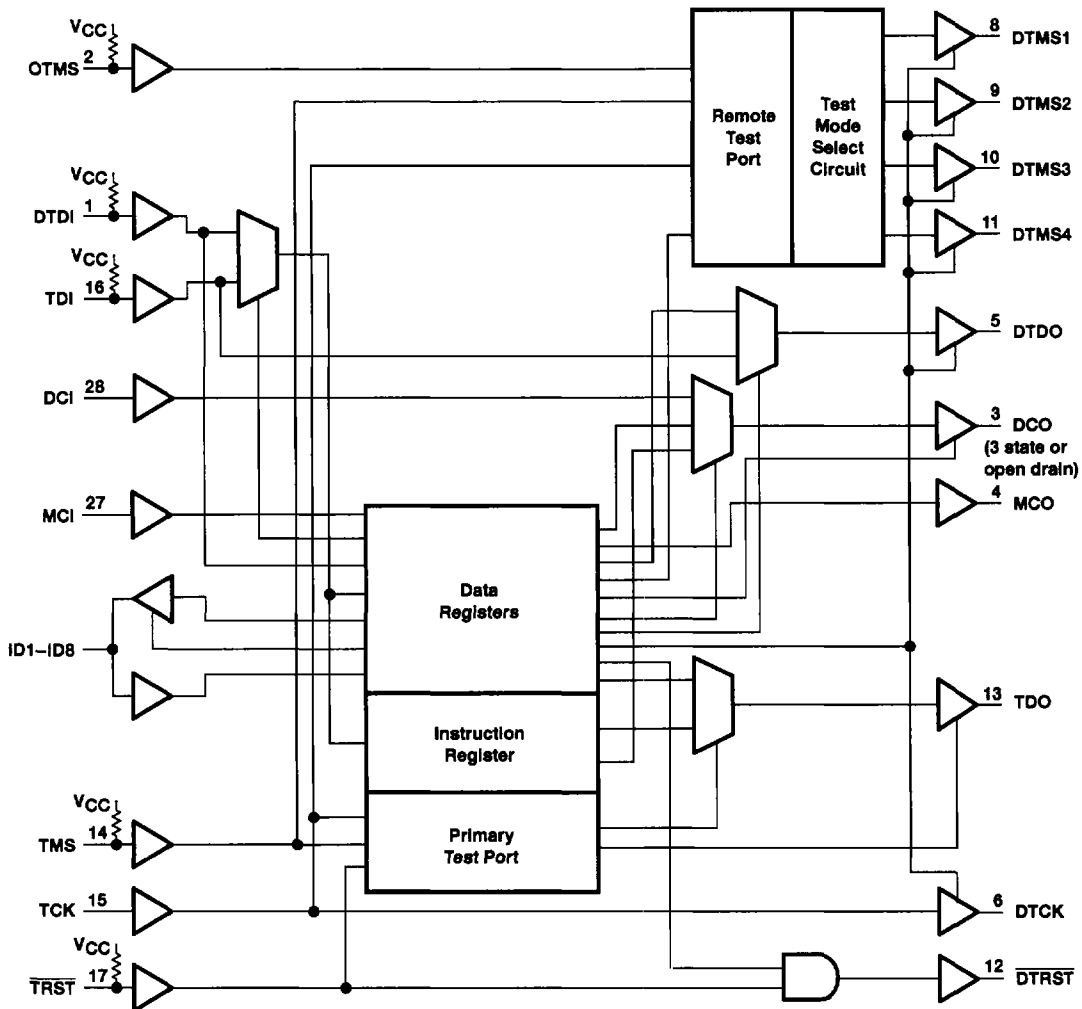 VCC
2
OTMS
VCC
DTDI
1
VCC
TDI
16
DCI
28
MCI
27
ID1–ID8
VCC
TMS
14
TCK
15
VCC
TRST
17
Remote
Test
Port
Test
Mode
Select
Circuit
Data
Registers
Instruction
Register
Primary
Test Port
8
DTMS1
9
DTMS2
10
DTMS3
11
DTMS4
5
DTDO
3
DCO
(3 state or
open drain)
4
MCO
13
TDO
6
DTCK
12
DTRST